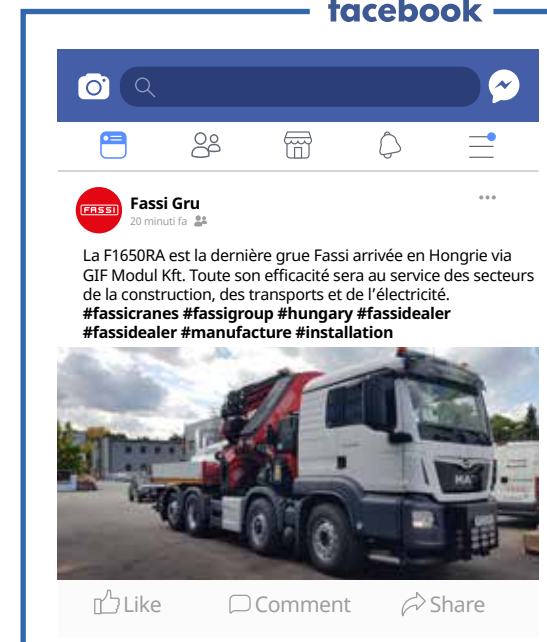 facebook
FASSI
Fassi Gru
20 minuti fa
La F1650RA est la dernière grue Fassi arrivée en Hongrie via
GIF Modul Kft. Toute son efficacité sera au service des secteurs
de la construction, des transports et de l'électricité.
#fassicranes #fassigroup #hungary #fassidealer
#fassidealer #manufacture #installation
MAN
Like
Comment
Share